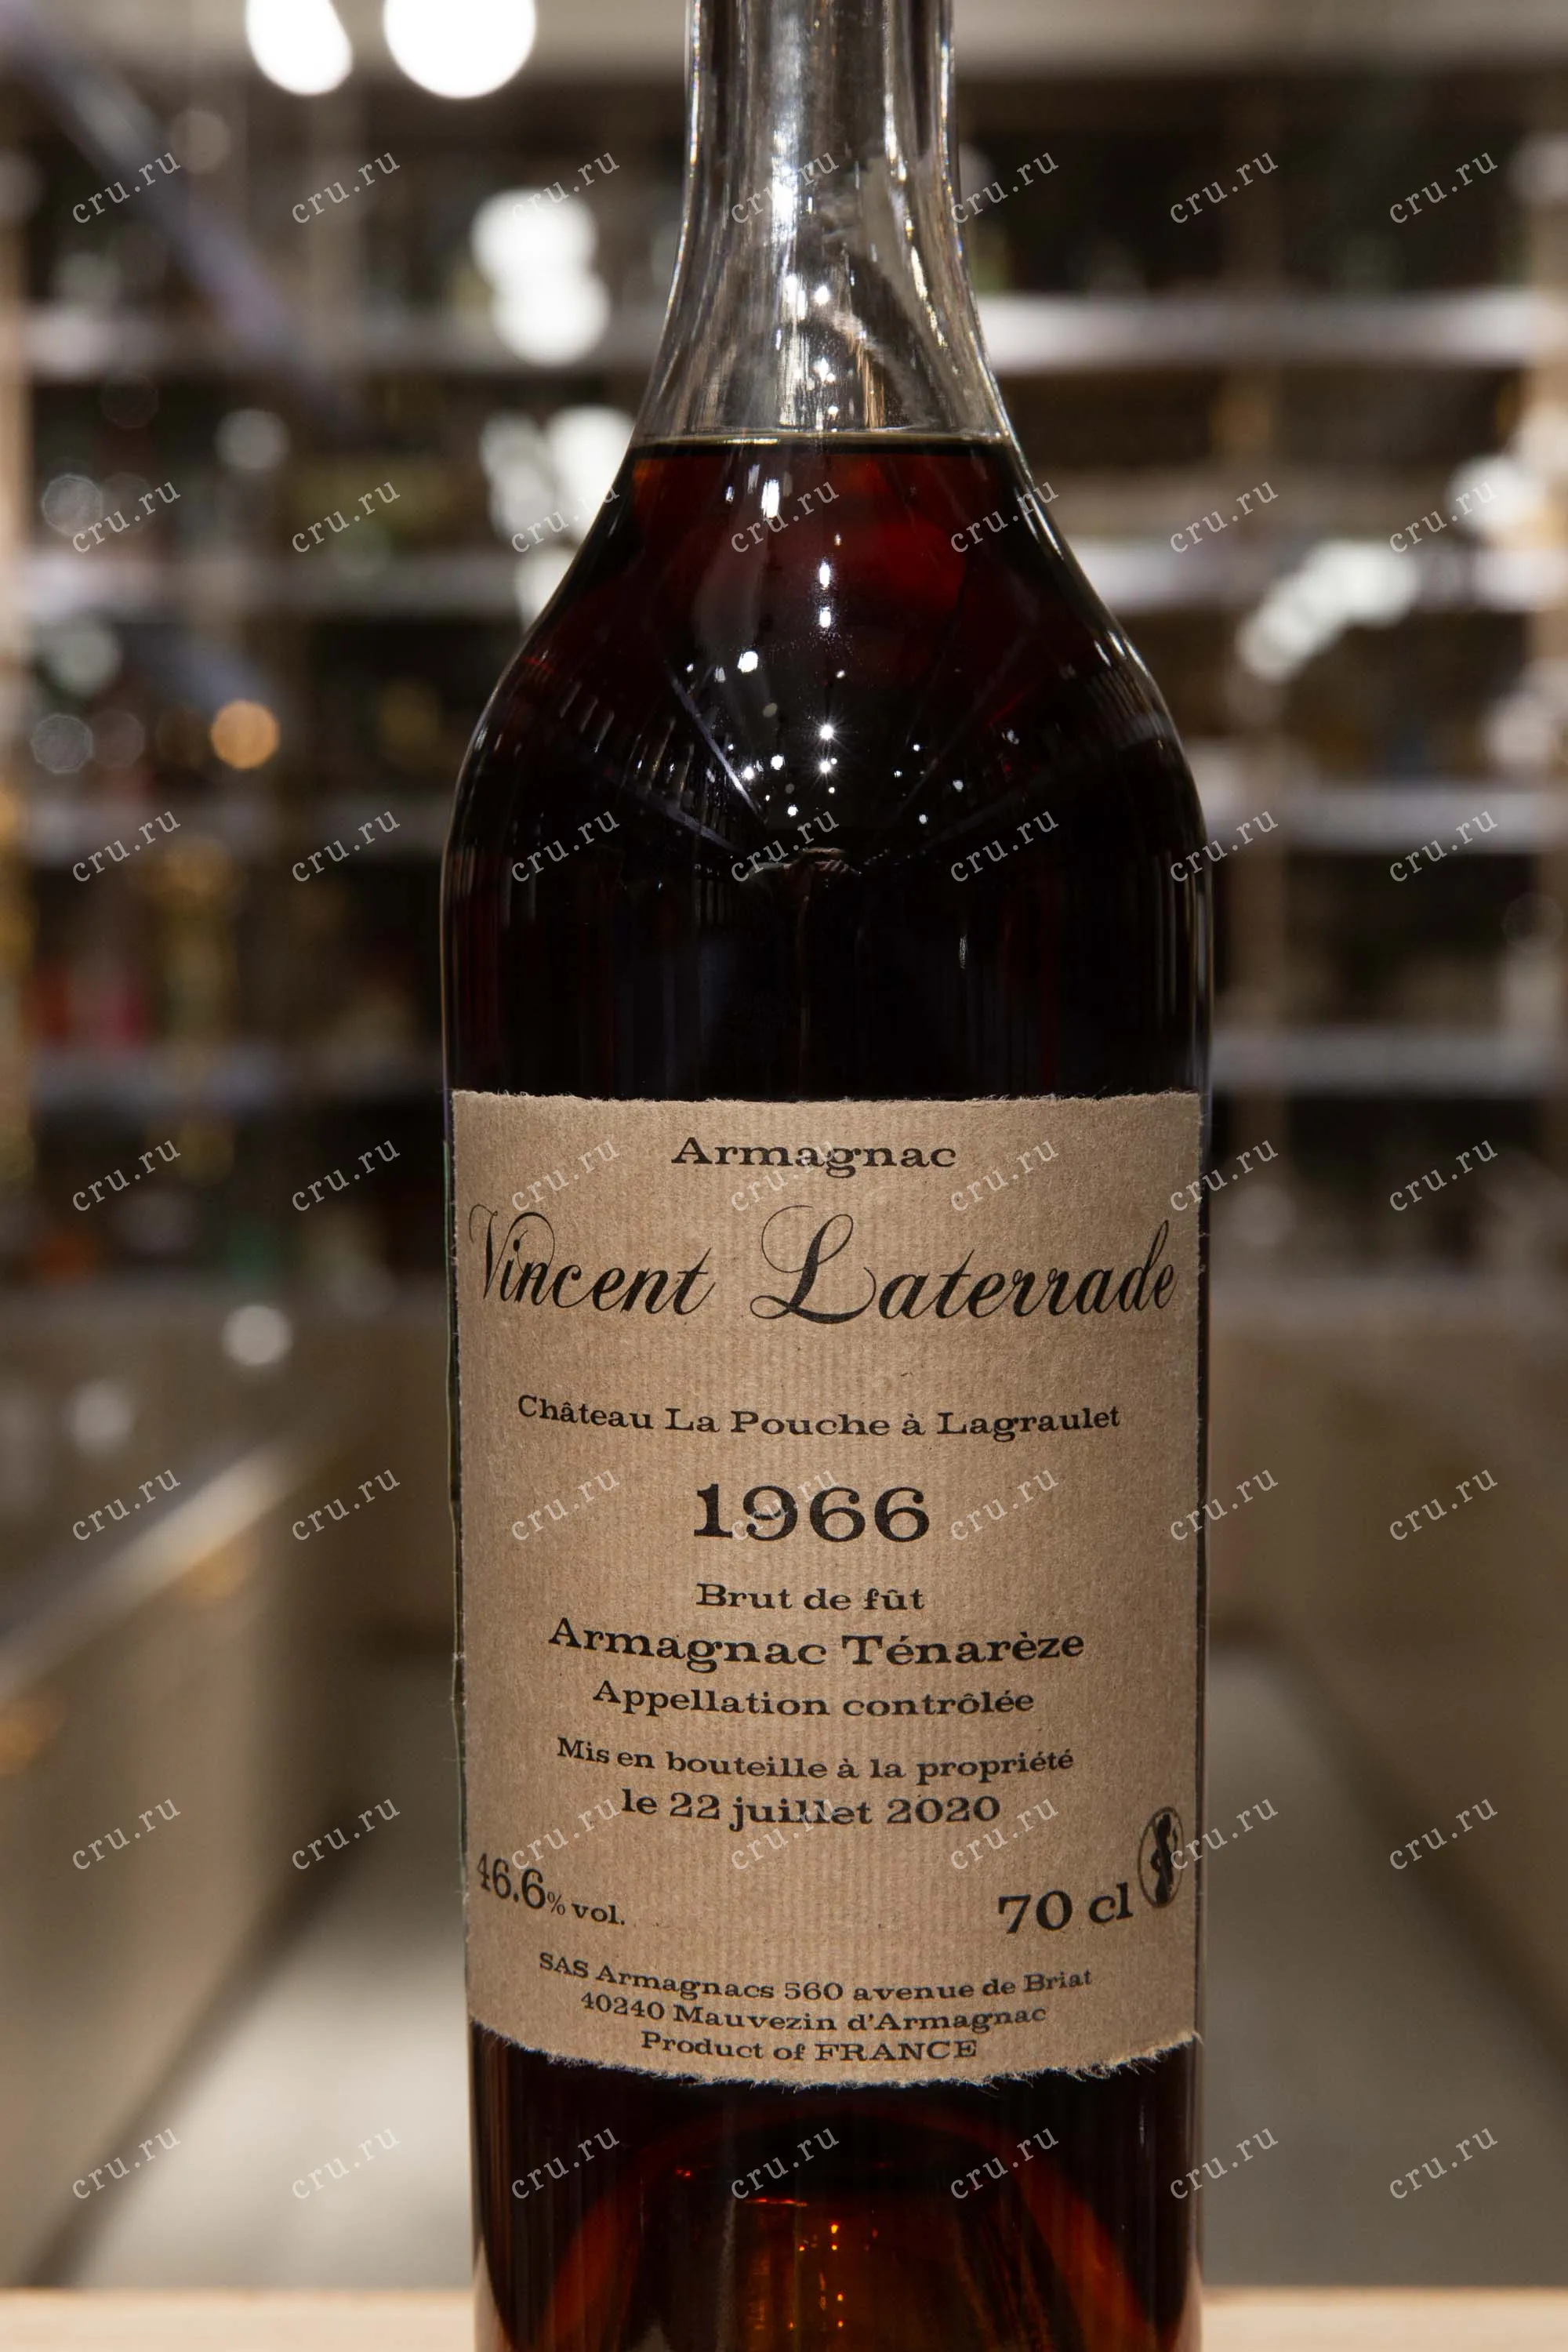 Armagnac
Vincent Laterrade
Château La Pouche à Lagraulet
1966
Brut de fût
Armagnac Ténarèze
Appellation contrôlée
Mis en bouteille à la propriété
le 22 juillet 2020
46.6% vol.
70 cl
SAS Armagnacs 560 avenue de Briat
40240 Mauvezin d'Armagnac
Product of FRANCE
cru.ru